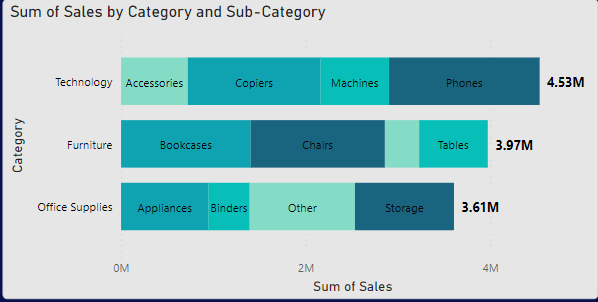 Sum of Sales by Category and Sub-Category
Technology Accessories Copiers Machines Phones 4.53M
Furniture Bookcases Chairs Tables 3.97M
Office Supplies Appliances Binders Other Storage 3.61M
Category
0M 2M 4M
Sum of Sales